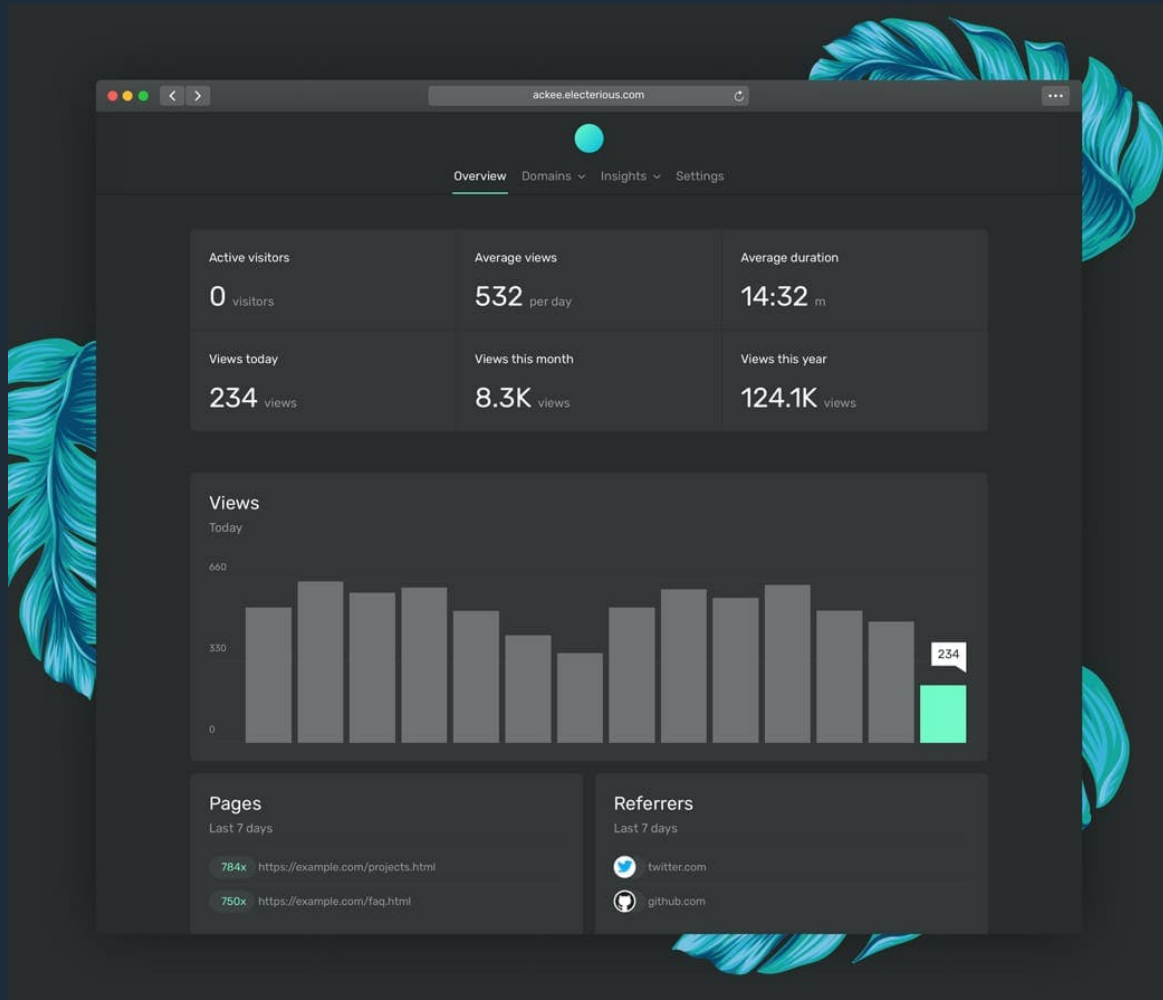 ackee.electerious.com
Overview Domains Insights Settings
Active visitors
0 visitors
Average views
532 per day
Average duration
14:32 m
Views today
234 views
Views this month
8.3K views
Views this year
124.1K views
Views
Today
660
330
0
234
Pages
Last 7 days
784x https://example.com/projects.html
750x https://example.com/faq.html
Referrers
Last 7 days
twitter.com
github.com